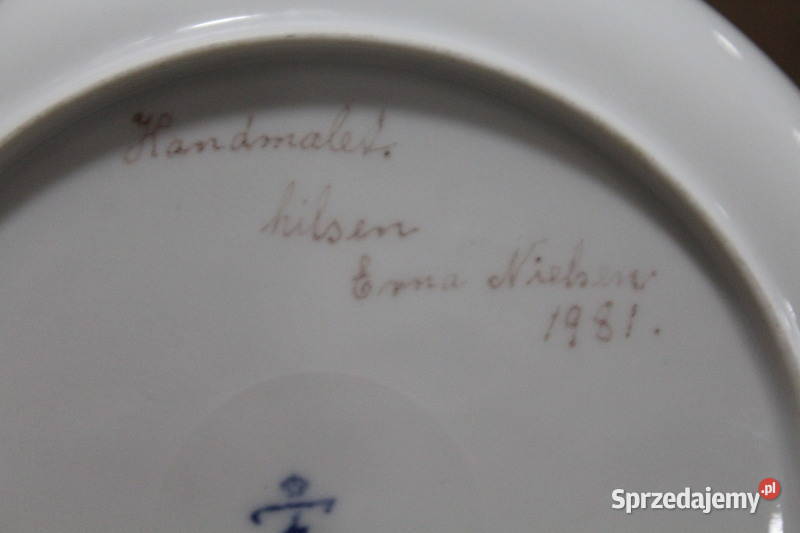 Handmalet.
hilsen
Erna Nielsen.
1981.
Sprzedajemy.pl